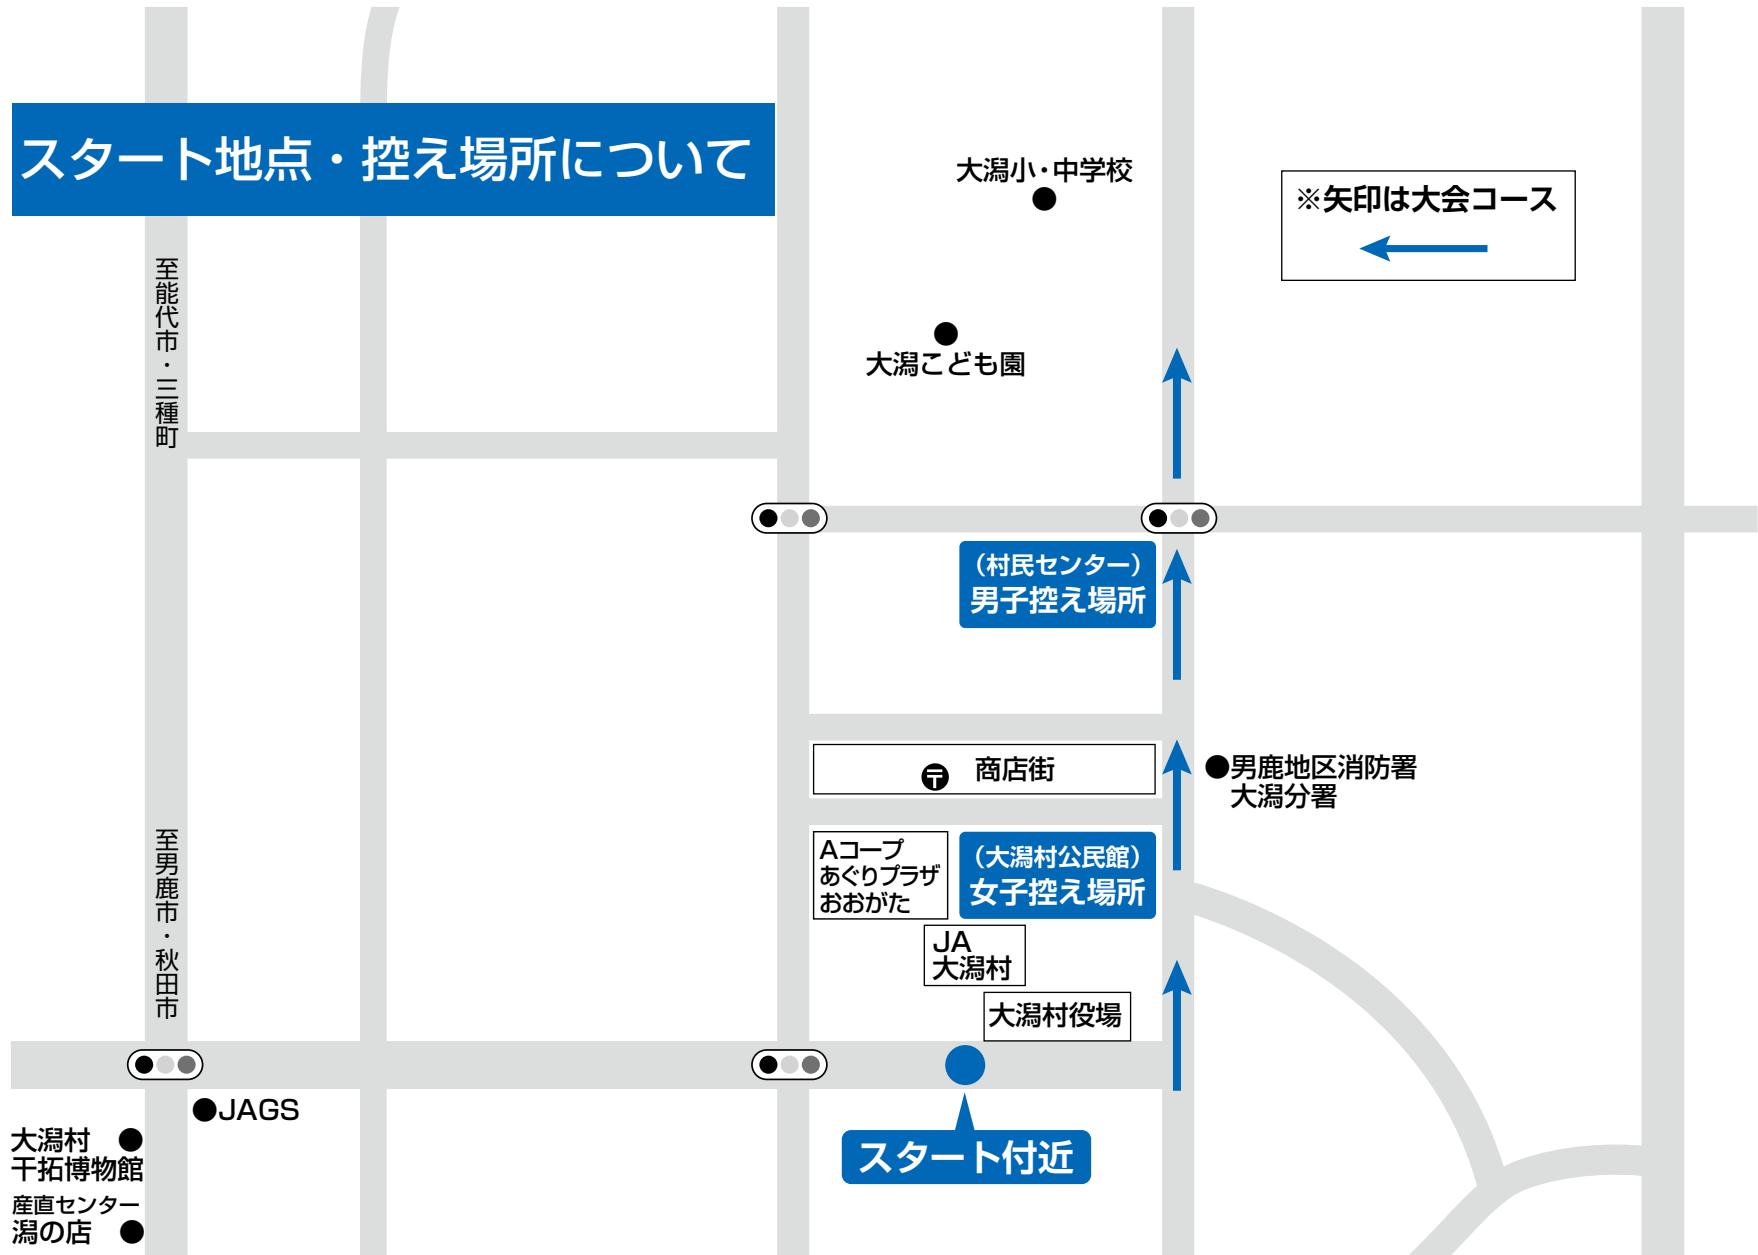 スタート地点・控え場所について
大潟小・中学校
※矢印は大会コース
至能代市・三種町
大潟こども園
（村民センター）
男子控え場所
〒 商店街
男鹿地区消防署
大潟分署
至男鹿市・秋田市
Aコープ
あぐりプラザ
おおがた
（大潟村公民館）
女子控え場所
JA
大潟村
大潟村役場
JAGS
スタート付近
大潟村
干拓博物館
産直センター
潟の店